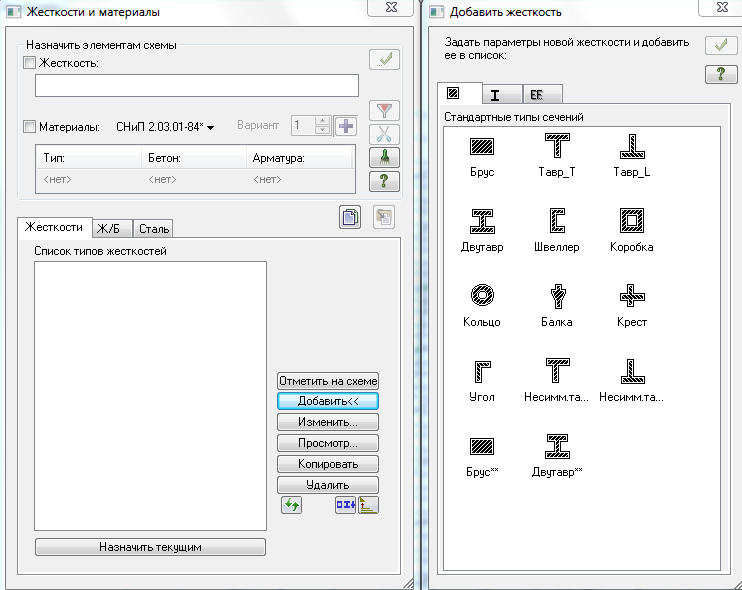 Жесткости и материалы
Назначить элементам схемы
Жесткость:
Материалы: СНиП 2.03.01-84* Вариант 1
Тип: Бетон: Арматура:
<нет> <нет> <нет>
Жесткости Ж/Б Сталь
Список типов жесткостей
Отметить на схеме
Добавить<<
Изменить...
Просмотр...
Копировать
Удалить
Назначить текущим
Добавить жесткость
Задать параметры новой жесткости и добавить
ее в список:
Стандартные типы сечений
Брус Тавр_T Тавр_L
Двутавр Швеллер Коробка
Кольцо Балка Крест
Угол Несимм.та... Несимм.та...
Брус** Двутавр**